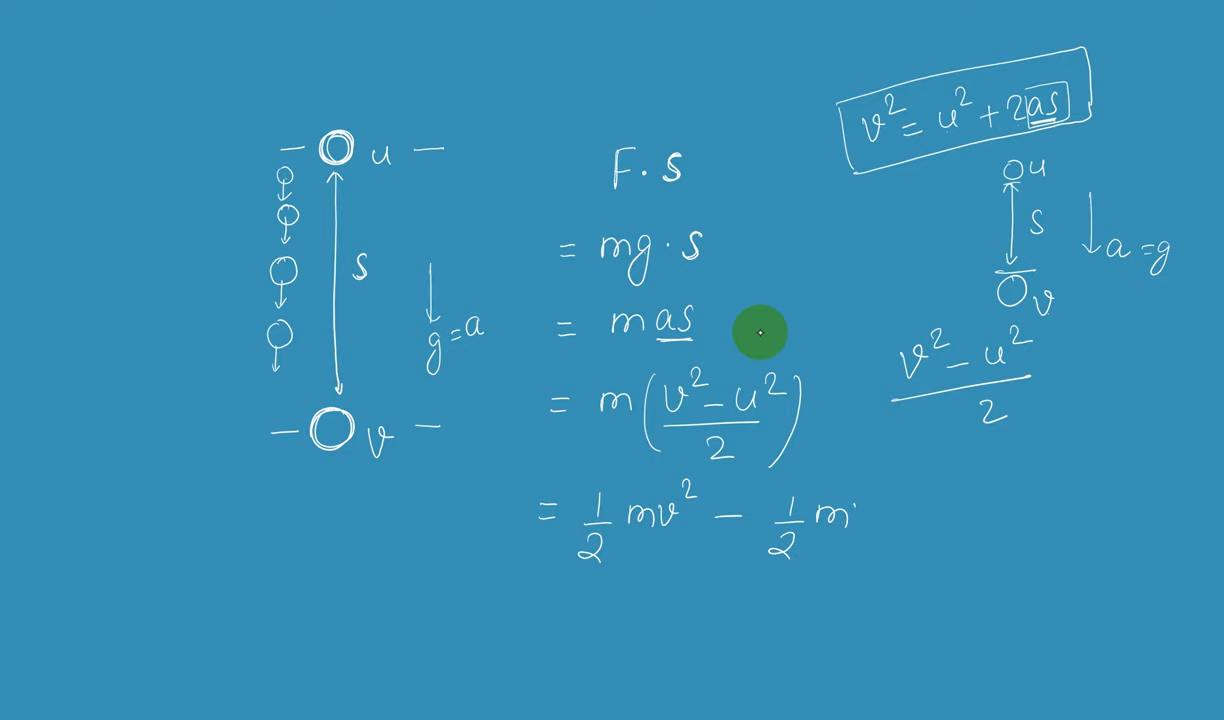 v² = u² + 2as
— u —
s
g = a
— v —
F · s
= mg · s
= mas
= m((v² – u²)/2)
= 1/2 mv² – 1/2 m
u
s
a = g
v
(v² – u²)/2